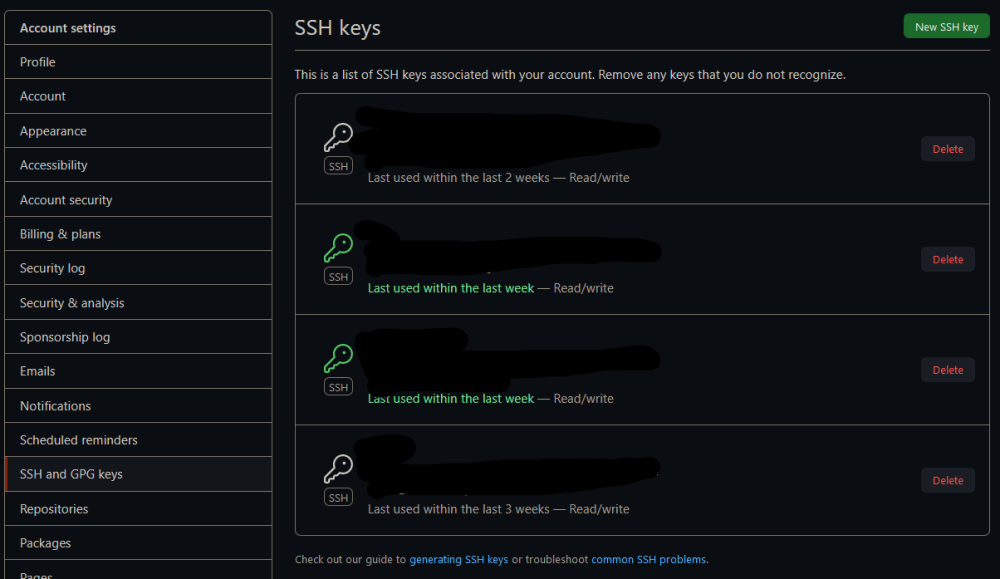 Account settings
Profile
Account
Appearance
Accessibility
Account security
Billing & plans
Security log
Security & analysis
Sponsorship log
Emails
Notifications
Scheduled reminders
SSH and GPG keys
Repositories
Packages
Pages
SSH keys
New SSH key
This is a list of SSH keys associated with your account. Remove any keys that you do not recognize.
SSH
Last used within the last 2 weeks — Read/write
Delete
SSH
Last used within the last week — Read/write
Delete
SSH
Last used within the last week — Read/write
Delete
SSH
Last used within the last 3 weeks — Read/write
Delete
Check out our guide to generating SSH keys or troubleshoot common SSH problems.